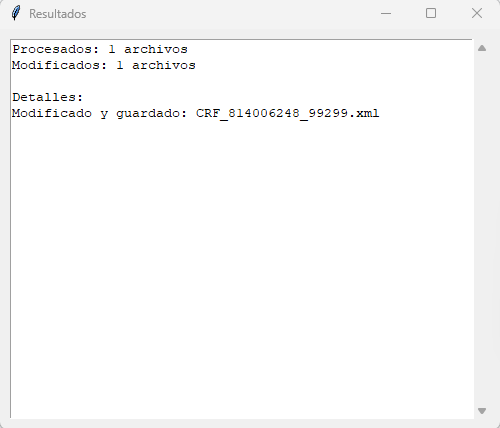 Resultados
Procesados: 1 archivos
Modificados: 1 archivos
Detalles:
Modificado y guardado: CRF_814006248_99299.xml